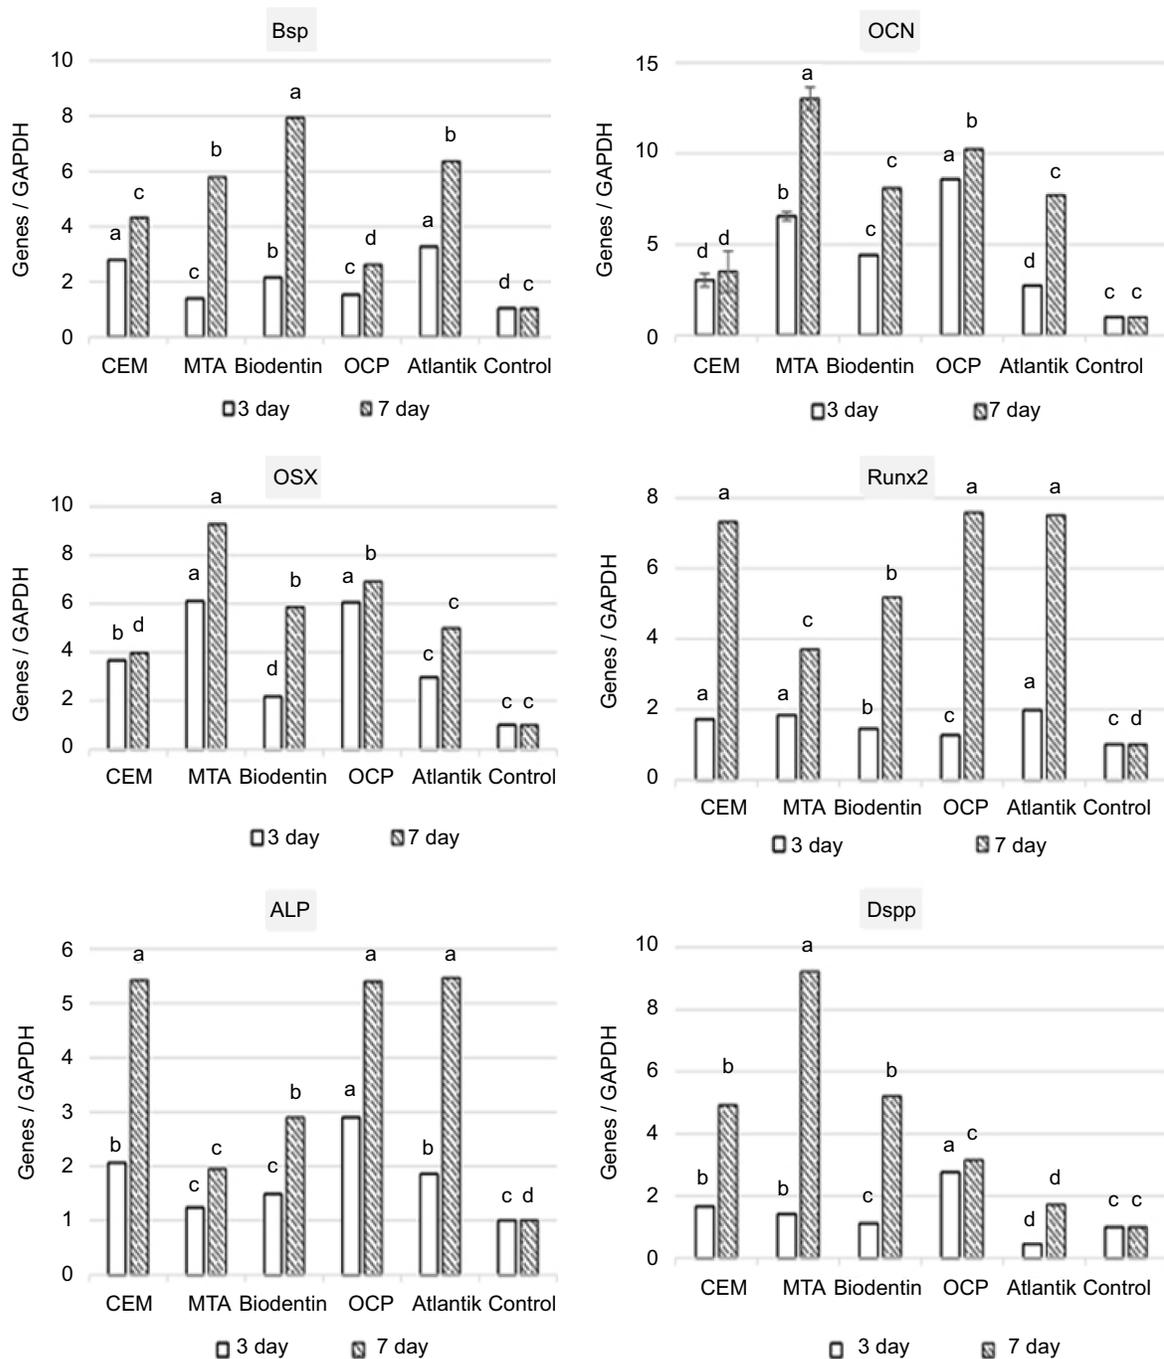 Bsp
Genes / GAPDH
10
8
6
4
2
0
a
c
c
b
b
a
c
d
a
b
d
c
CEM MTA Biodentin OCP Atlantik Control
3 day 7 day
OCN
Genes / GAPDH
15
10
5
0
d
d
b
a
c
c
a
b
d
c
c
c
CEM MTA Biodentin OCP Atlantik Control
3 day 7 day
OSX
Genes / GAPDH
10
8
6
4
2
0
b
d
a
a
d
b
a
b
c
c
c
c
CEM MTA Biodentin OCP Atlantik Control
3 day 7 day
Runx2
Genes / GAPDH
8
6
4
2
0
a
a
a
c
b
b
c
a
a
a
c
d
CEM MTA Biodentin OCP Atlantik Control
3 day 7 day
ALP
Genes / GAPDH
6
5
4
3
2
1
0
b
a
c
c
c
b
a
a
b
a
c
d
CEM MTA Biodentin OCP Atlantik Control
3 day 7 day
Dspp
Genes / GAPDH
10
8
6
4
2
0
b
b
b
a
c
b
a
c
d
d
c
c
CEM MTA Biodentin OCP Atlantik Control
3 day 7 day